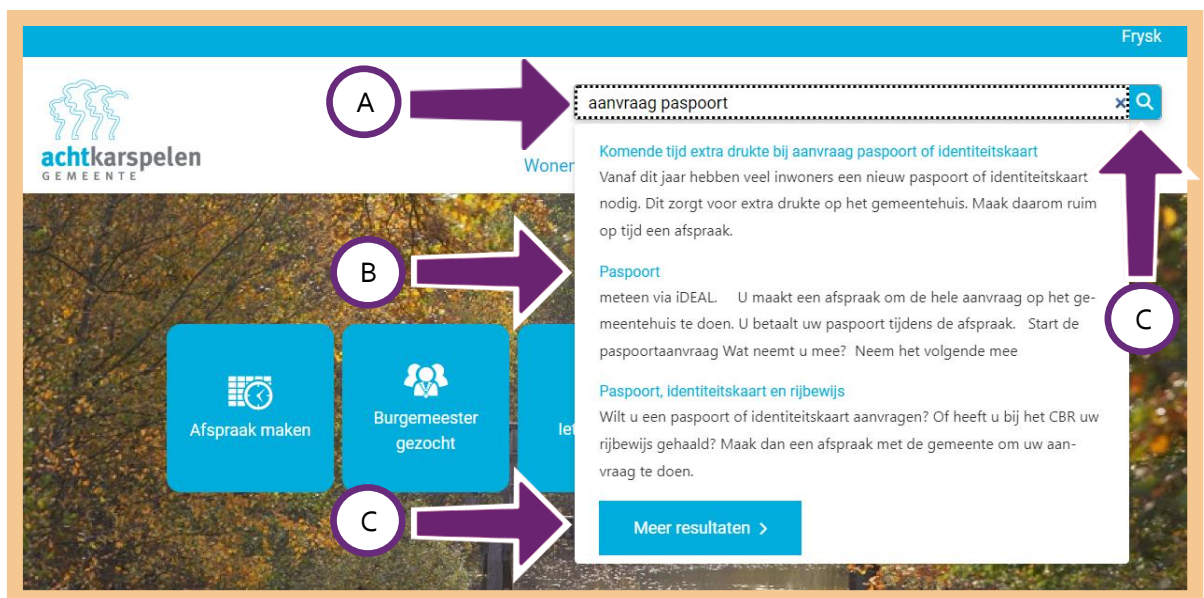 Frysk
A
aanvraag paspoort
achtkarspelen
GEMEENTE
Woner
Komende tijd extra drukte bij aanvraag paspoort of identiteitskaart
Vanaf dit jaar hebben veel inwoners een nieuw paspoort of identiteitskaart
nodig. Dit zorgt voor extra drukte op het gemeentehuis. Maak daarom ruim
op tijd een afspraak.
B
Paspoort
meteen via iDEAL. U maakt een afspraak om de hele aanvraag op het ge-
meentehuis te doen. U betaalt uw paspoort tijdens de afspraak. Start de
paspoortaanvraag Wat neemt u mee? Neem het volgende mee
C
Afspraak maken
Burgemeester
gezocht
Iet
Paspoort, identiteitskaart en rijbewijs
Wilt u een paspoort of identiteitskaart aanvragen? Of heeft u bij het CBR uw
rijbewijs gehaald? Maak dan een afspraak met de gemeente om uw aan-
vraag te doen.
C
Meer resultaten